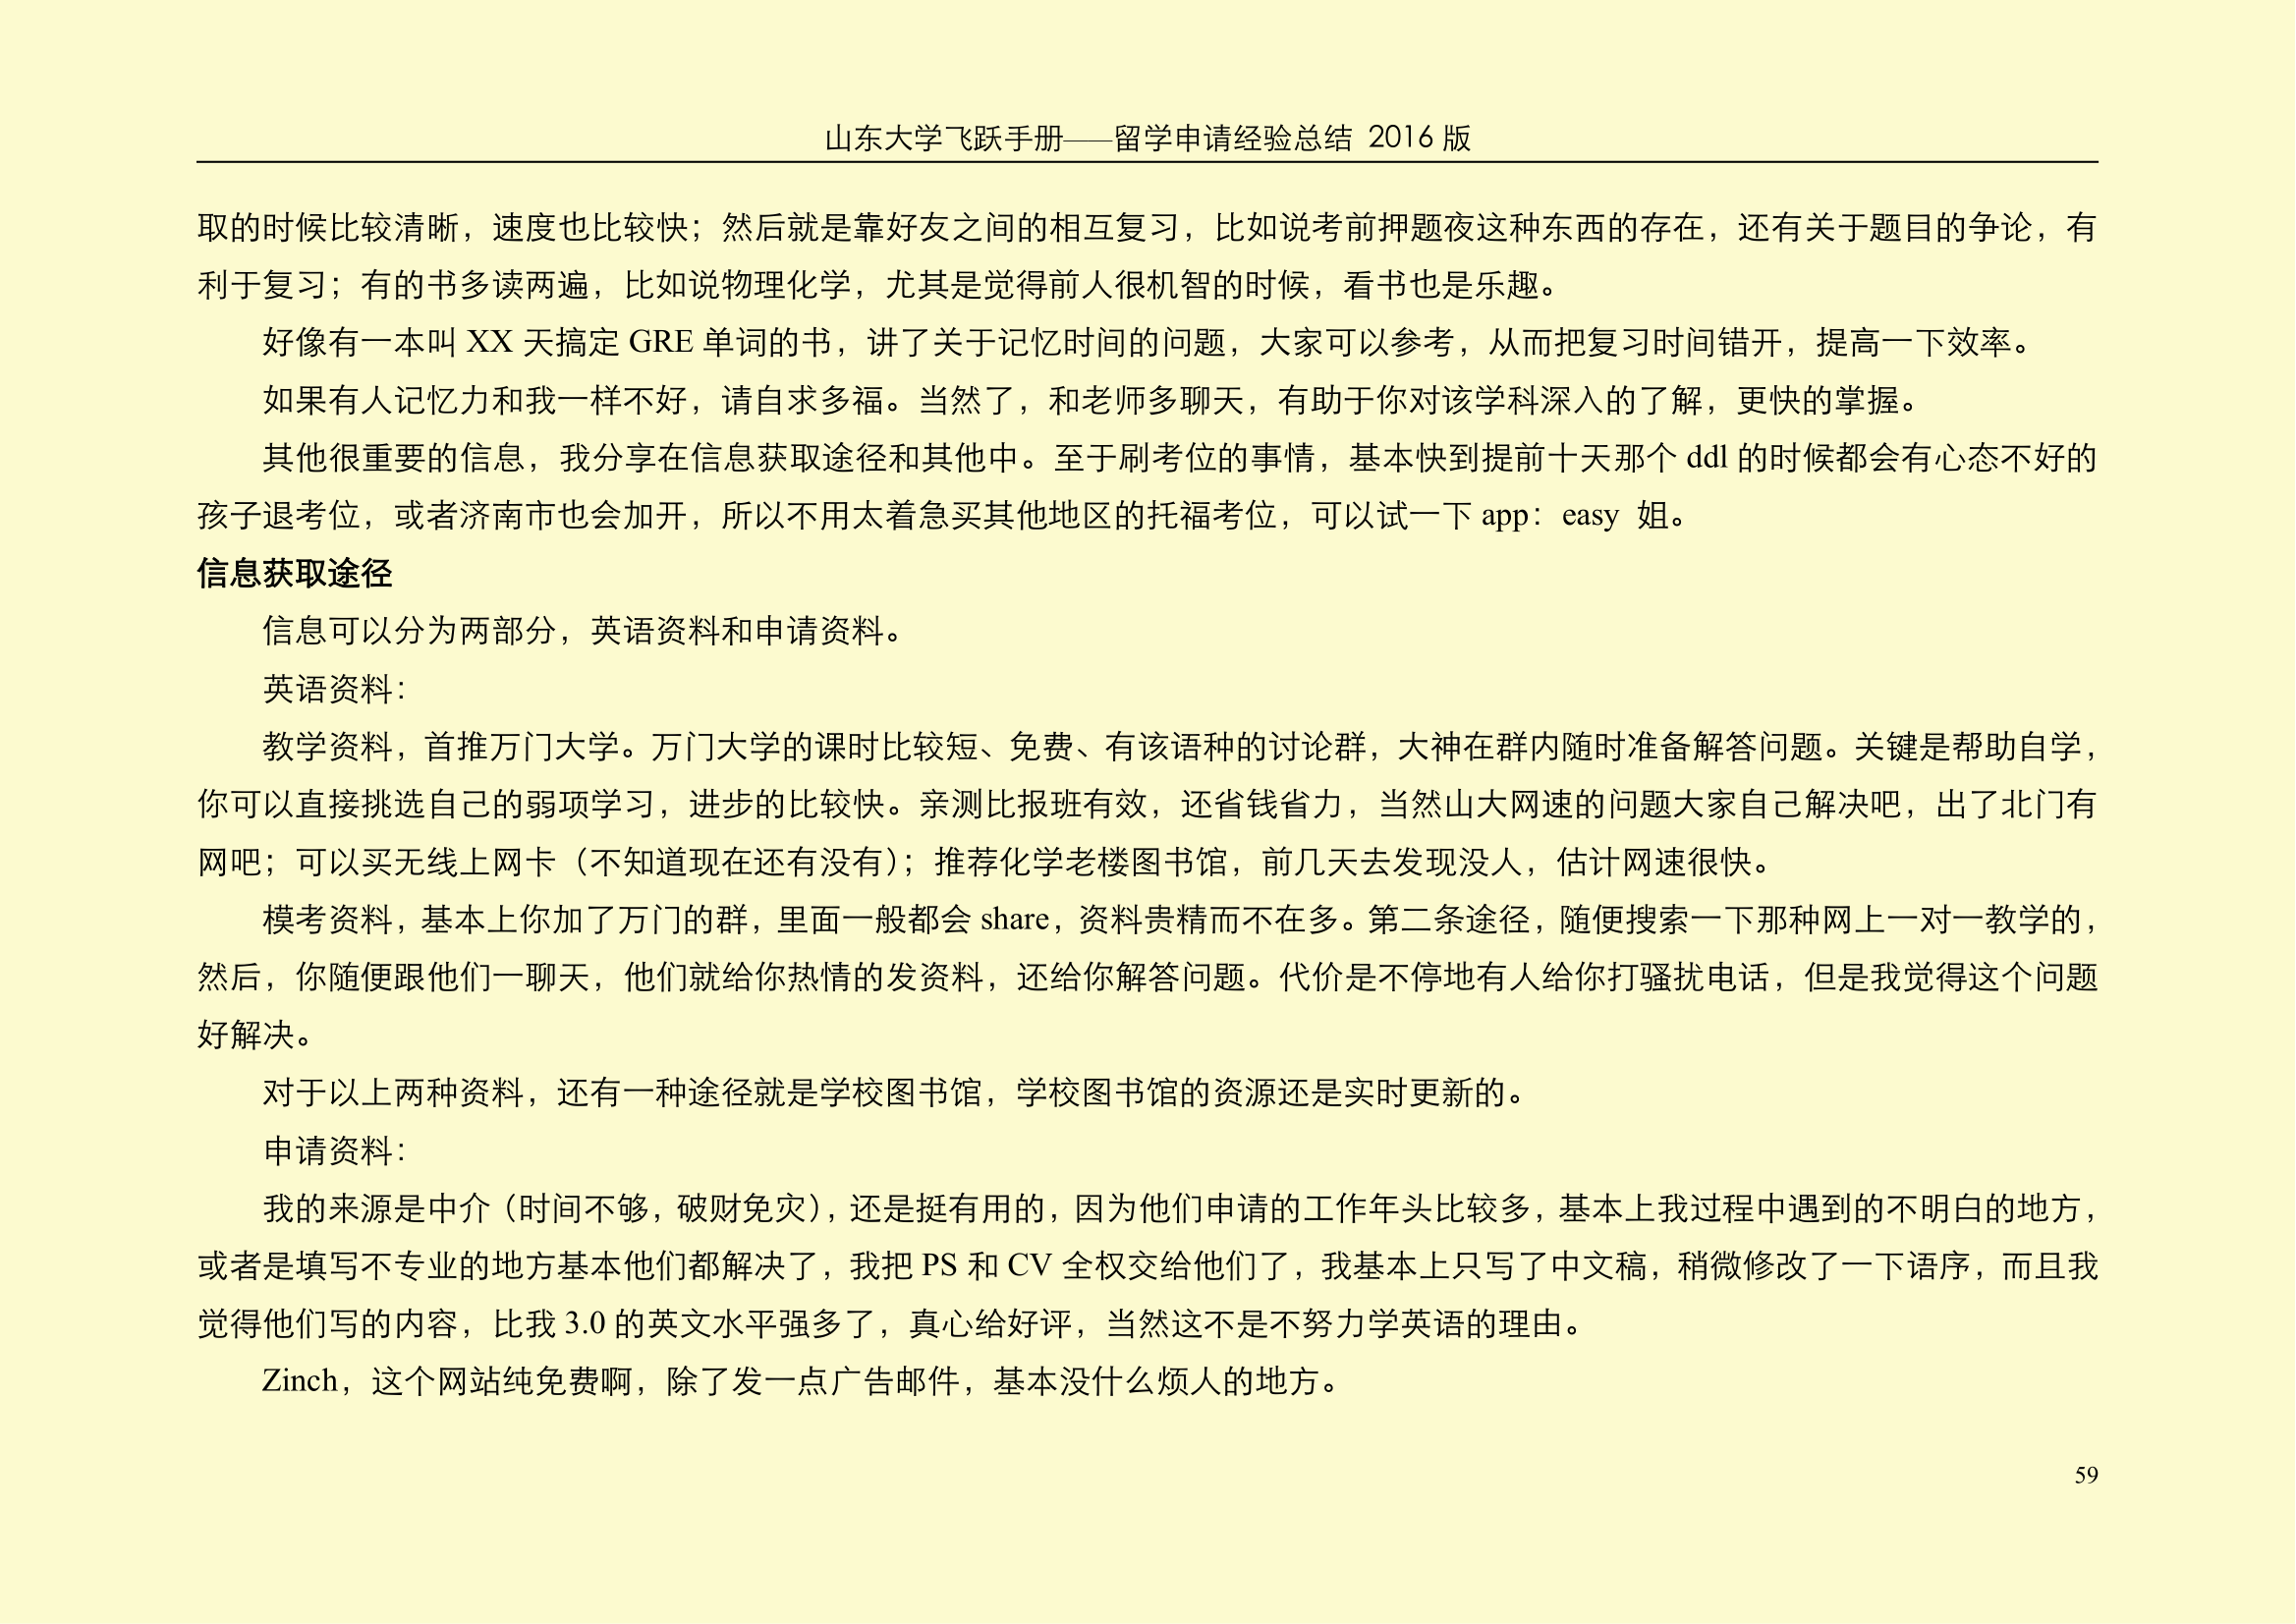 山东大学飞跃手册——留学申请经验总结 2016 版
取的时候比较清晰，速度也比较快；然后就是靠好友之间的相互复习，比如说考前押题夜这种东西的存在，还有关于题目的争论，有
利于复习；有的书多读两遍，比如说物理化学，尤其是觉得前人很机智的时候，看书也是乐趣。
好像有一本叫 XX 天搞定 GRE 单词的书，讲了关于记忆时间的问题，大家可以参考，从而把复习时间错开，提高一下效率。
如果有人记忆力和我一样不好，请自求多福。当然了，和老师多聊天，有助于你对该学科深入的了解，更快的掌握。
其他很重要的信息，我分享在信息获取途径和其他中。至于刷考位的事情，基本快到提前十天那个 ddl 的时候都会有心态不好的
孩子退考位，或者济南市也会加开，所以不用太着急买其他地区的托福考位，可以试一下 app：easy 姐。
信息获取途径
信息可以分为两部分，英语资料和申请资料。
英语资料：
教学资料，首推万门大学。万门大学的课时比较短、免费、有该语种的讨论群，大神在群内随时准备解答问题。关键是帮助自学，
你可以直接挑选自己的弱项学习，进步的比较快。亲测比报班有效，还省钱省力，当然山大网速的问题大家自己解决吧，出了北门有
网吧；可以买无线上网卡（不知道现在还有没有）；推荐化学老楼图书馆，前几天去发现没人，估计网速很快。
模考资料，基本上你加了万门的群，里面一般都会 share，资料贵精而不在多。第二条途径，随便搜索一下那种网上一对一教学的，
然后，你随便跟他们一聊天，他们就给你热情的发资料，还给你解答问题。代价是不停地有人给你打骚扰电话，但是我觉得这个问题
好解决。
对于以上两种资料，还有一种途径就是学校图书馆，学校图书馆的资源还是实时更新的。
申请资料：
我的来源是中介（时间不够，破财免灾），还是挺有用的，因为他们申请的工作年头比较多，基本上我过程中遇到的不明白的地方，
或者是填写不专业的地方基本他们都解决了，我把 PS 和 CV 全权交给他们了，我基本上只写了中文稿，稍微修改了一下语序，而且我
觉得他们写的内容，比我 3.0 的英文水平强多了，真心给好评，当然这不是不努力学英语的理由。
Zinch，这个网站纯免费啊，除了发一点广告邮件，基本没什么烦人的地方。
59